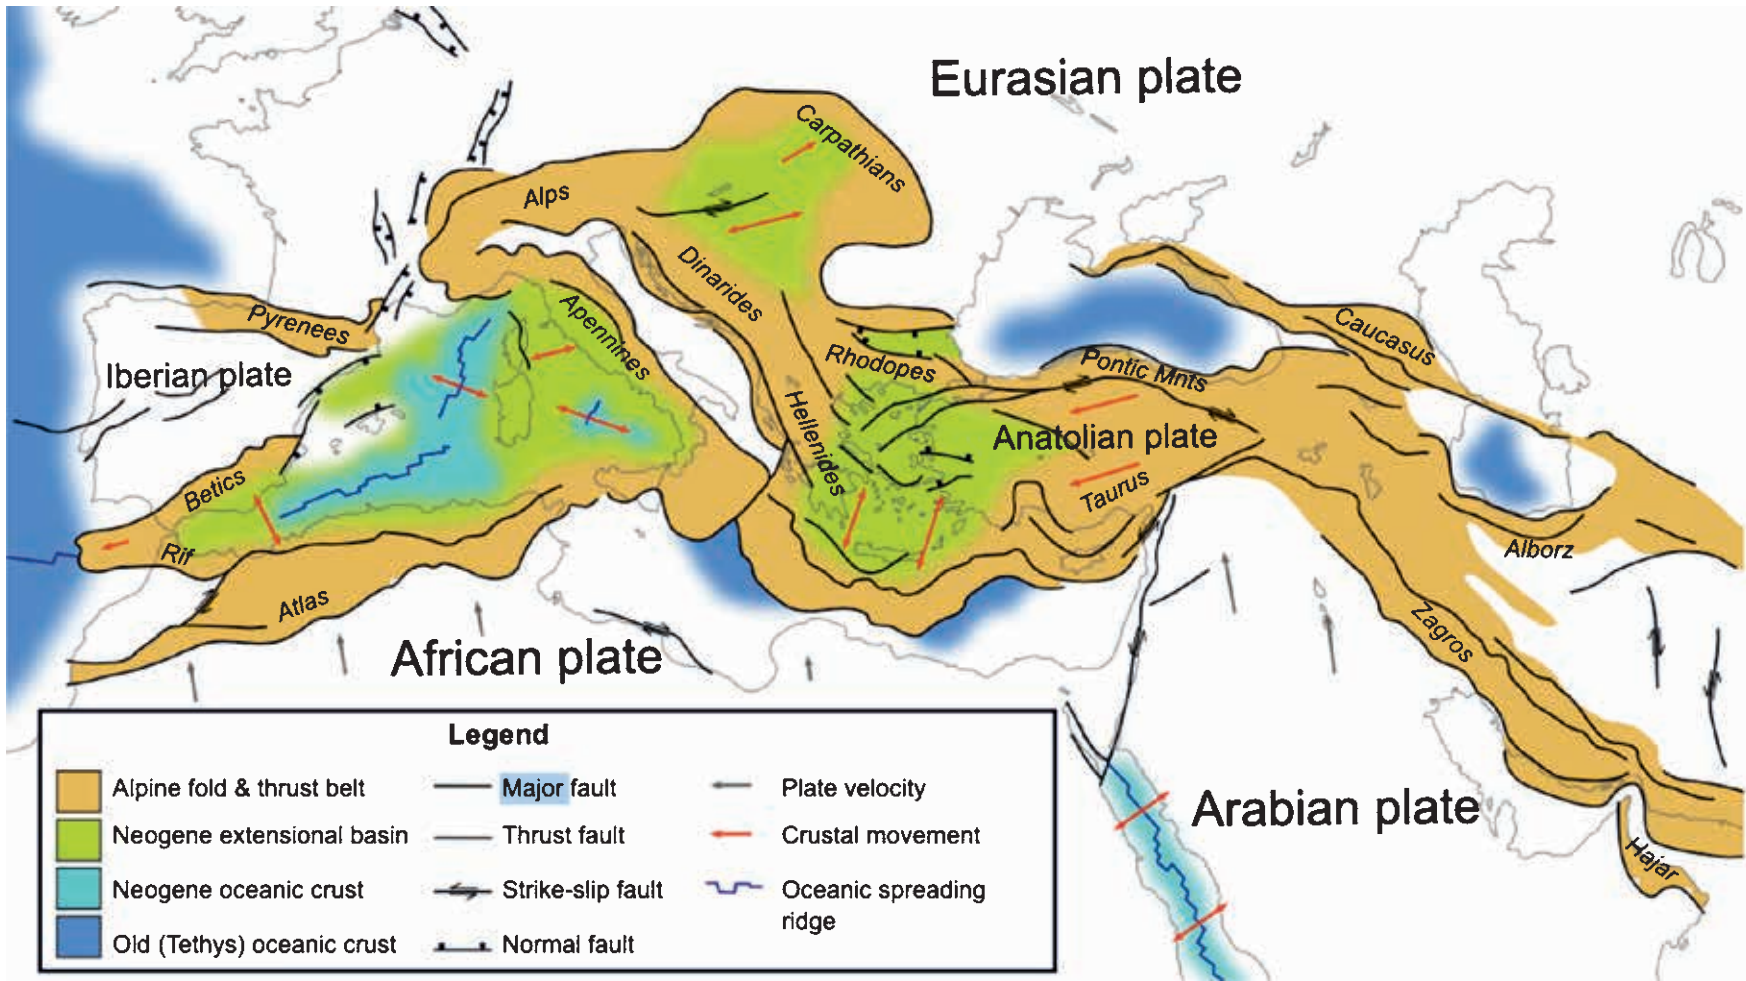 Eurasian plate
Carpathians
Alps
Dinarides
Pyrenees
Apennines
Iberian plate
Rhodopes
Pontic Mnts
Caucasus
Hellenides
Anatolian plate
Betics
Taurus
Rif
Alborz
Atlas
Zagros
African plate
Arabian plate
Hajar
Legend
Alpine fold & thrust belt
Neogene extensional basin
Neogene oceanic crust
Old (Tethys) oceanic crust
Major fault
Thrust fault
Strike-slip fault
Normal fault
Plate velocity
Crustal movement
Oceanic spreading
ridge